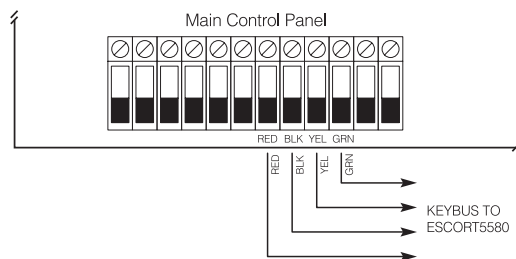 Main Control Panel
RED BLK YEL GRN
RED
BLK
YEL
GRN
KEYBUS TO
ESCORT5580